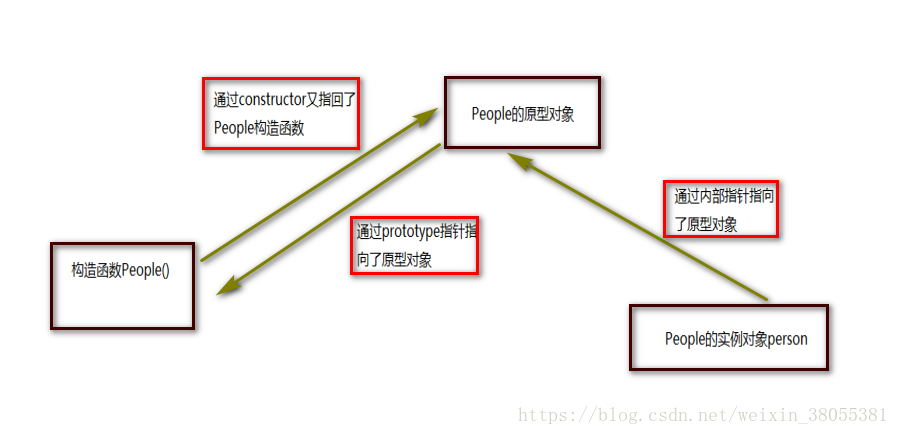 通过constructor又指回了
People构造函数
People的原型对象
通过内部指针指向
了原型对象
通过prototype指针指
向了原型对象
构造函数People()
People的实例对象person
https://blog.csdn.net/weixin_38055381